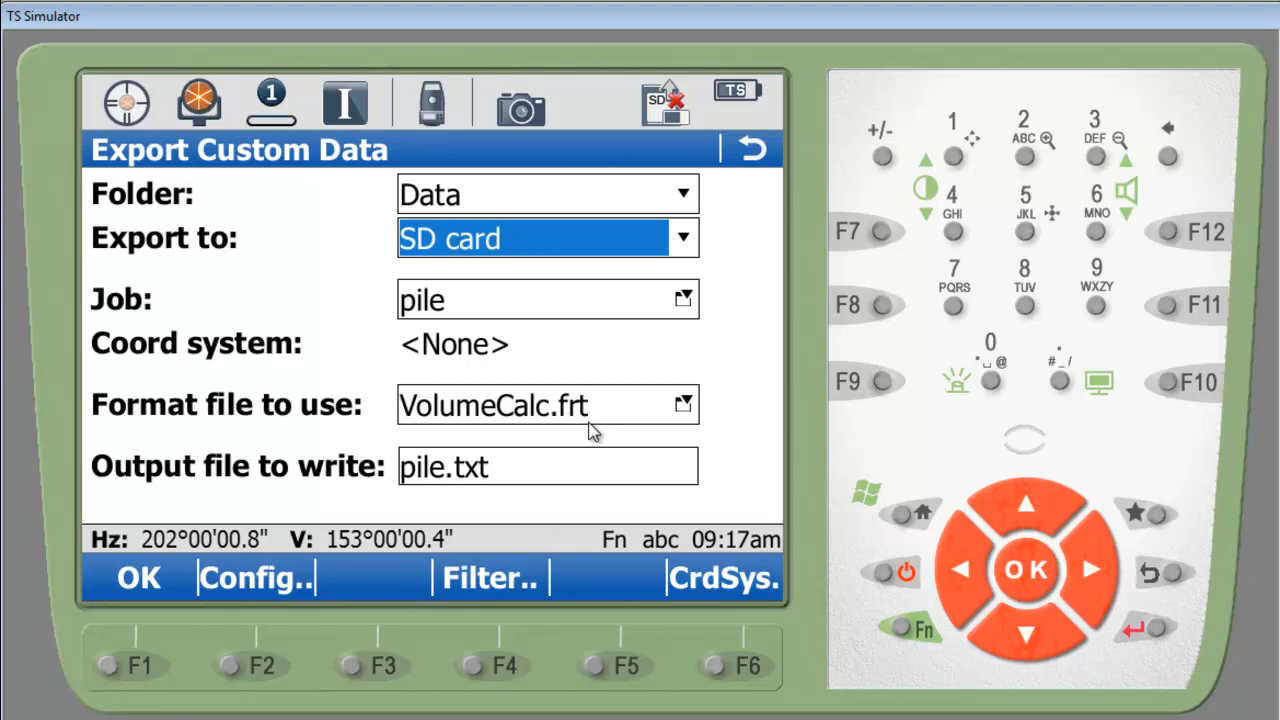 TS Simulator
1
I
SD
TS
Export Custom Data
Folder: Data
Export to: SD card
Job: pile
Coord system: <None>
Format file to use: VolumeCalc.frt
Output file to write: pile.txt
Hz: 202°00'00.8" V: 153°00'00.4" Fn abc 09:17am
OK Config.. Filter.. CrdSys.
F1 F2 F3 F4 F5 F6
+/- 1 2 3
ABC DEF
4 5 6
GHI JKL MNO
F7 F12
7 8 9
PQRS TUV WXYZ
F8 F11
0 .
* @ # _ /
F9 F10
OK
Fn